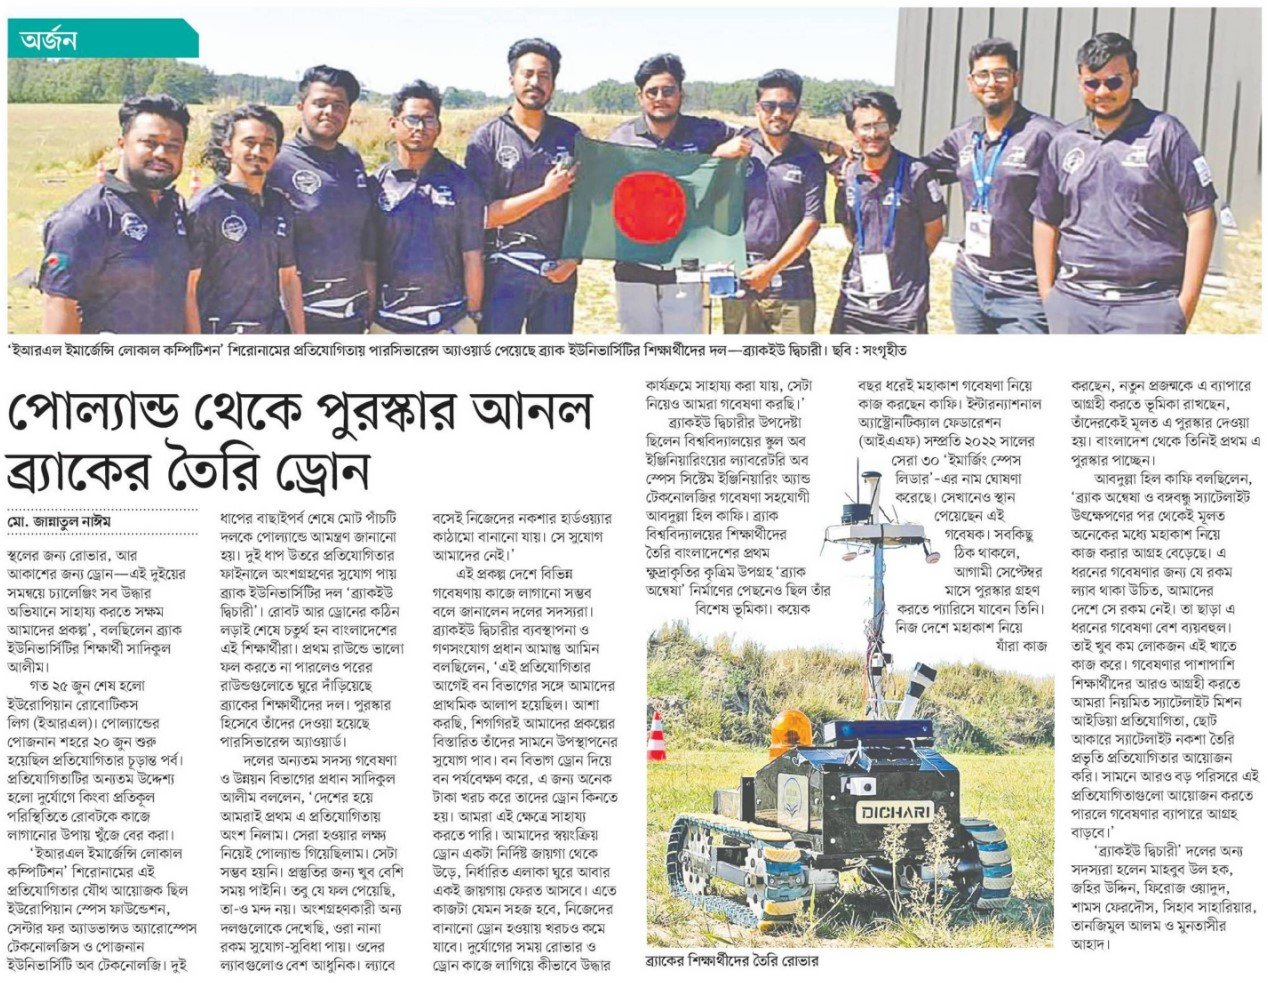 অর্জন
‘ইআরএল ইমার্জেন্সি লোকাল কম্পিটিশন’ শিরোনামের প্রতিযোগিতায় পারসিভারেন্স অ্যাওয়ার্ড পেয়েছে ব্র্যাক ইউনিভার্সিটির শিক্ষার্থীদের দল—ব্র্যাকইউ দ্বিচারী। ছবি : সংগৃহীত
পোল্যান্ড থেকে পুরস্কার আনল
ব্র্যাকের তৈরি ড্রোন
মো. জান্নাতুল নাঈম
স্থলের জন্য রোভার, আর
আকাশের জন্য ড্রোন—এই দুইয়ের
সমন্বয়ে চ্যালেঞ্জিং সব উদ্ধার
অভিযানে সাহায্য করতে সক্ষম
আমাদের প্রকল্প’, বলছিলেন ব্র্যাক
ইউনিভার্সিটির শিক্ষার্থী সাদিকুল
আলীম।
গত ২৫ জুন শেষ হলো
ইউরোপিয়ান রোবোটিকস
লিগ (ইআরএল)। পোল্যান্ডের
পোজনান শহরে ২০ জুন শুরু
হয়েছিল প্রতিযোগিতার চূড়ান্ত পর্ব।
প্রতিযোগিতাটির অন্যতম উদ্দেশ্য
হলো দুর্যোগে কিংবা প্রতিকূল
পরিস্থিতিতে রোবটকে কাজে
লাগানোর উপায় খুঁজে বের করা।
‘ইআরএল ইমার্জেন্সি লোকাল
কম্পিটিশন’ শিরোনামের এই
প্রতিযোগিতার যৌথ আয়োজক ছিল
ইউরোপিয়ান স্পেস ফাউন্ডেশন,
সেন্টার ফর অ্যাডভান্সড অ্যারোস্পেস
টেকনোলজিস ও পোজনান
ইউনিভার্সিটি অব টেকনোলজি। দুই
ধাপের বাছাইপর্ব শেষে মোট পাঁচটি
দলকে পোল্যান্ডে আমন্ত্রণ জানানো
হয়। দুই ধাপ উতরে প্রতিযোগিতার
ফাইনালে অংশগ্রহণের সুযোগ পায়
ব্র্যাক ইউনিভার্সিটির দল ‘ব্র্যাকইউ
দ্বিচারী’। রোবট আর ড্রোনের কঠিন
লড়াই শেষে চতুর্থ হন বাংলাদেশের
এই শিক্ষার্থীরা। প্রথম রাউন্ডে ভালো
ফল করতে না পারলেও পরের
রাউন্ডগুলোতে ঘুরে দাঁড়িয়েছে
ব্র্যাকের শিক্ষার্থীদের দল। পুরস্কার
হিসেবে তাঁদের দেওয়া হয়েছে
পারসিভারেন্স অ্যাওয়ার্ড।
দলের অন্যতম সদস্য গবেষণা
ও উন্নয়ন বিভাগের প্রধান সাদিকুল
আলীম বললেন, ‘দেশের হয়ে
আমরাই প্রথম এ প্রতিযোগিতায়
অংশ নিলাম। সেরা হওয়ার লক্ষ্য
নিয়েই পোল্যান্ড গিয়েছিলাম। সেটা
সম্ভব হয়নি। প্রস্তুতির জন্য খুব বেশি
সময় পাইনি। তবু যে ফল পেয়েছি,
তা-ও মন্দ নয়। অংশগ্রহণকারী অন্য
দলগুলোকে দেখেছি, ওরা নানা
রকম সুযোগ-সুবিধা পায়। ওদের
ল্যাবগুলোও বেশ আধুনিক। ল্যাবে
বসেই নিজেদের নকশার হার্ডওয়্যার
কাঠামো বানানো যায়। সে সুযোগ
আমাদের নেই।’
এই প্রকল্প দেশে বিভিন্ন
গবেষণায় কাজে লাগানো সম্ভব
বলে জানালেন দলের সদস্যরা।
ব্র্যাকইউ দ্বিচারীর ব্যবস্থাপনা ও
গণসংযোগ প্রধান আমান্তু আমিন
বলছিলেন, ‘এই প্রতিযোগিতার
আগেই বন বিভাগের সঙ্গে আমাদের
প্রাথমিক আলাপ হয়েছিল। আশা
করছি, শিগগিরই আমাদের প্রকল্পের
বিস্তারিত তাঁদের সামনে উপস্থাপনের
সুযোগ পাব। বন বিভাগ ড্রোন দিয়ে
বন পর্যবেক্ষণ করে, এ জন্য অনেক
টাকা খরচ করে তাদের ড্রোন কিনতে
হয়। আমরা এই ক্ষেত্রে সাহায্য
করতে পারি। আমাদের স্বয়ংক্রিয়
ড্রোন একটা নির্দিষ্ট জায়গা থেকে
উড়ে, নির্ধারিত এলাকা ঘুরে আবার
একই জায়গায় ফেরত আসবে। এতে
কাজটা যেমন সহজ হবে, নিজেদের
বানানো ড্রোন হওয়ায় খরচও কমে
যাবে। দুর্যোগের সময় রোভার ও
ড্রোন কাজে লাগিয়ে কীভাবে উদ্ধার
কার্যক্রমে সাহায্য করা যায়, সেটা
নিয়েও আমরা গবেষণা করছি।’
ব্র্যাকইউ দ্বিচারীর উপদেষ্টা
ছিলেন বিশ্ববিদ্যালয়ের স্কুল অব
ইঞ্জিনিয়ারিংয়ের ল্যাবরেটরি অব
স্পেস সিস্টেম ইঞ্জিনিয়ারিং অ্যান্ড
টেকনোলজির গবেষণা সহযোগী
আবদুল্লা হিল কাফি। ব্র্যাক
বিশ্ববিদ্যালয়ের শিক্ষার্থীদের
তৈরি বাংলাদেশের প্রথম
ক্ষুদ্রাকৃতির কৃত্রিম উপগ্রহ ‘ব্র্যাক
অন্বেষা’ নির্মাণের পেছনেও ছিল তাঁর
বিশেষ ভূমিকা। কয়েক
বছর ধরেই মহাকাশ গবেষণা নিয়ে
কাজ করছেন কাফি। ইন্টারন্যাশনাল
অ্যাস্ট্রোনটিক্যাল ফেডারেশন
(আইএএফ) সম্প্রতি ২০২২ সালের
সেরা ৩০ ‘ইমার্জিং স্পেস
লিডার’-এর নাম ঘোষণা
করেছে। সেখানেও স্থান
পেয়েছেন এই
গবেষক। সবকিছু
ঠিক থাকলে,
আগামী সেপ্টেম্বর
মাসে পুরস্কার গ্রহণ
করতে প্যারিসে যাবেন তিনি।
নিজ দেশে মহাকাশ নিয়ে
যাঁরা কাজ
DICHARI
ব্র্যাকের শিক্ষার্থীদের তৈরি রোভার
করছেন, নতুন প্রজন্মকে এ ব্যাপারে
আগ্রহী করতে ভূমিকা রাখছেন,
তাঁদেরকেই মূলত এ পুরস্কার দেওয়া
হয়। বাংলাদেশ থেকে তিনিই প্রথম এ
পুরস্কার পাচ্ছেন।
আবদুল্লা হিল কাফি বলছিলেন,
‘ব্র্যাক অন্বেষা ও বঙ্গবন্ধু স্যাটেলাইট
উৎক্ষেপণের পর থেকেই মূলত
অনেকের মধ্যে মহাকাশ নিয়ে
কাজ করার আগ্রহ বেড়েছে। এ
ধরনের গবেষণার জন্য যে রকম
ল্যাব থাকা উচিত, আমাদের
দেশে সে রকম নেই। তা ছাড়া এ
ধরনের গবেষণা বেশ ব্যয়বহুল।
তাই খুব কম লোকজন এই খাতে
কাজ করে। গবেষণার পাশাপাশি
শিক্ষার্থীদের আরও আগ্রহী করতে
আমরা নিয়মিত স্যাটেলাইট মিশন
আইডিয়া প্রতিযোগিতা, ছোট
আকারে স্যাটেলাইট নকশা তৈরি
প্রভৃতি প্রতিযোগিতার আয়োজন
করি। সামনে আরও বড় পরিসরে এই
প্রতিযোগিতাগুলো আয়োজন করতে
পারলে গবেষণার ব্যাপারে আগ্রহ
বাড়বে।’
‘ব্র্যাকইউ দ্বিচারী’ দলের অন্য
সদস্যরা হলেন মাহবুব উল হক,
জহির উদ্দিন, ফিরোজ ওয়াদুদ,
শামস ফেরদৌস, সিহাব সাহারিয়ার,
তানজিমুল আলম ও মুনতাসীর
আহাদ।